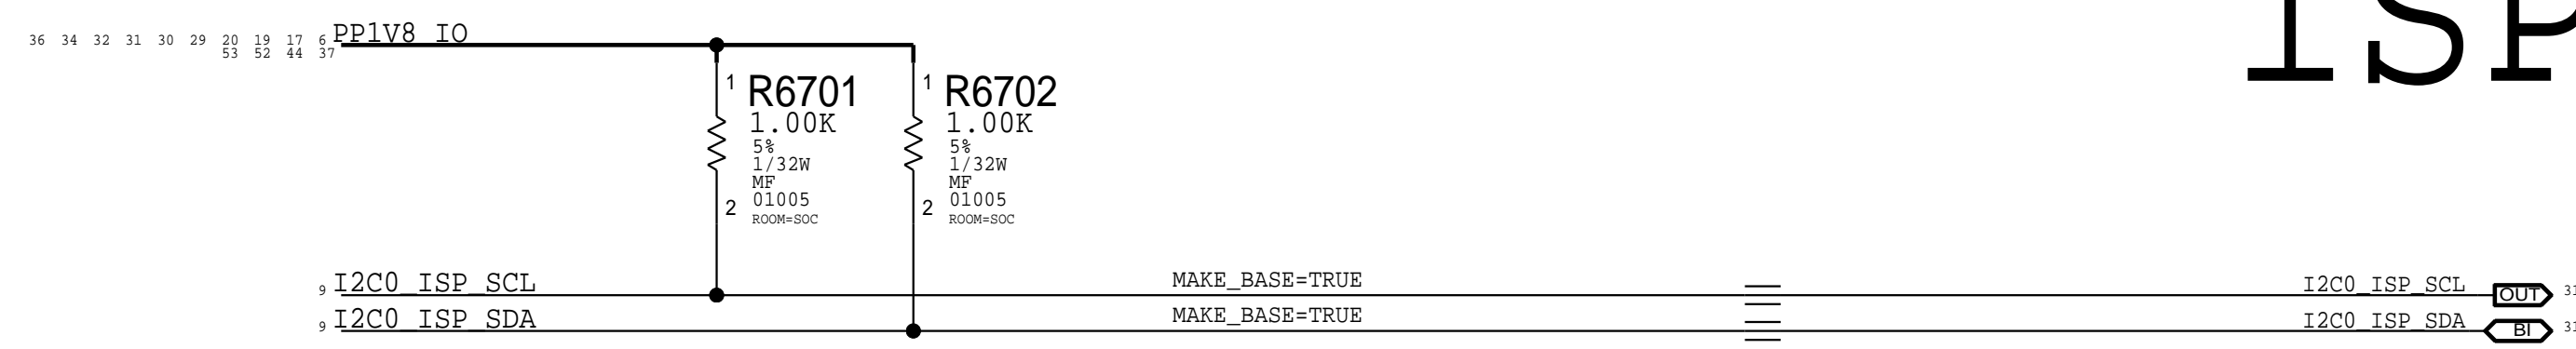 ISP
36 34 32 31 30 29 20 19 17 6 PP1V8_IO
53 52 44 37
1 R6701
1.00K
5%
1/32W
MF
01005
2
ROOM=SOC
1 R6702
1.00K
5%
1/32W
MF
01005
2
ROOM=SOC
9 I2C0_ISP_SCL MAKE_BASE=TRUE I2C0_ISP_SCL OUT 31
9 I2C0_ISP_SDA MAKE_BASE=TRUE I2C0_ISP_SDA BI 31